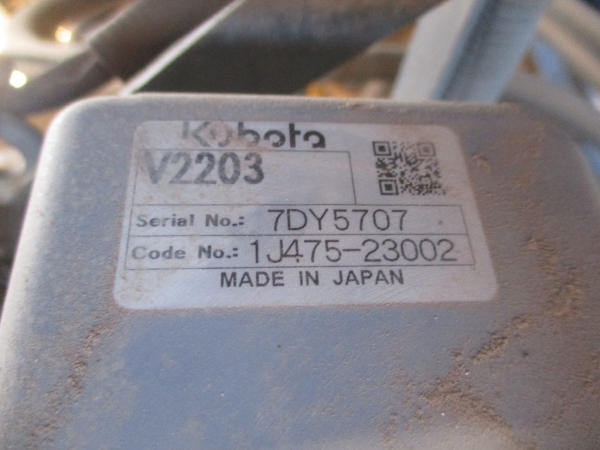 Kubota
V2203
Serial No.: 7DY5707
Code No.: 1J475-23002
MADE IN JAPAN